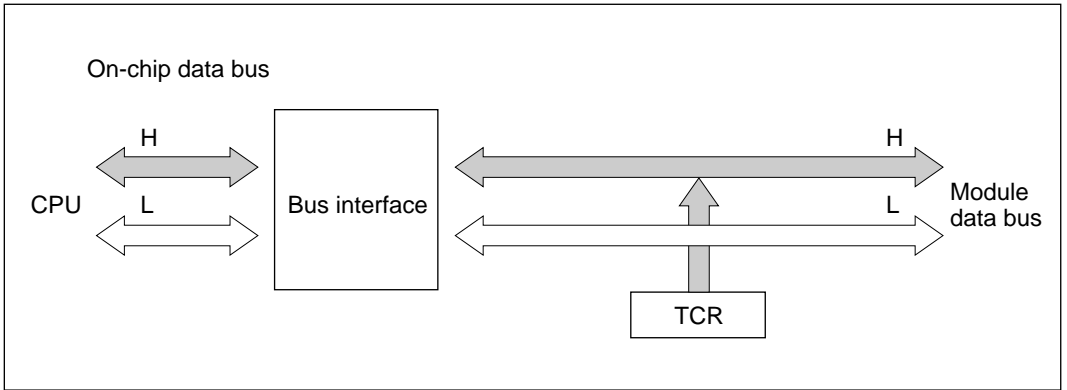 On-chip data bus
H
H
CPU
L
Bus interface
L
Module
data bus
TCR